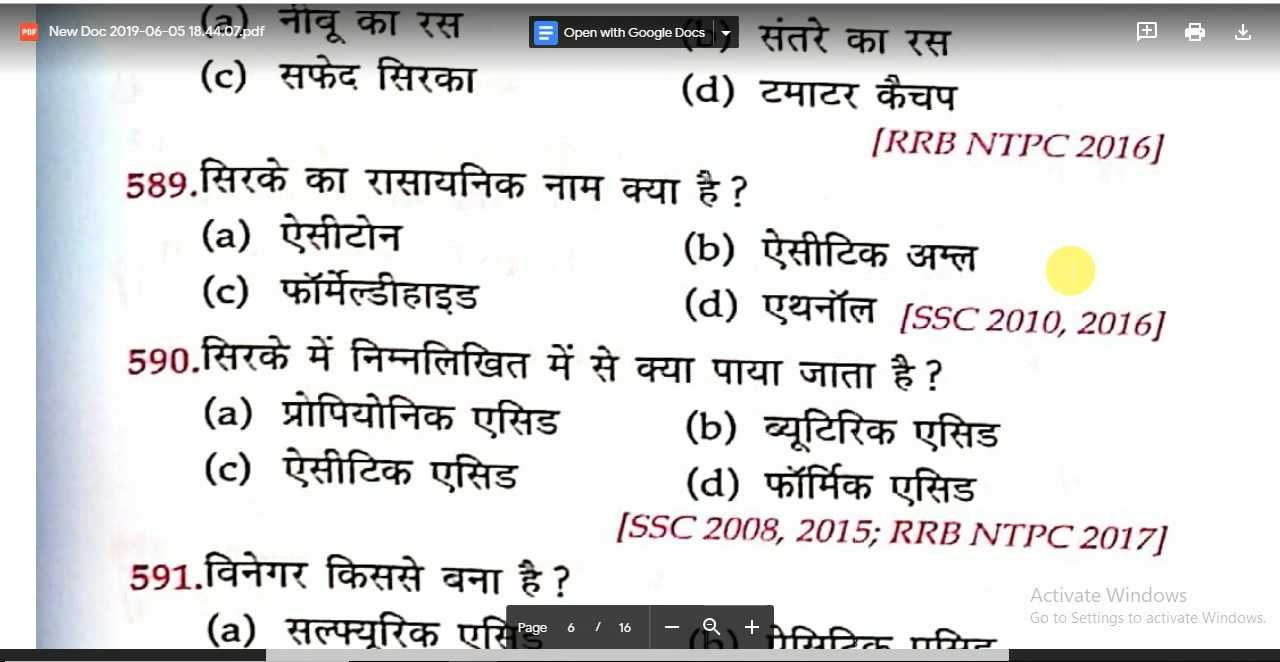 (a) नीबू का रस (b) संतरे का रस
New Doc 2019-06-05 18.44.07.pdf Open with Google Docs
(c) सफेद सिरका (d) टमाटर कैचप
[RRB NTPC 2016]
589. सिरके का रासायनिक नाम क्या है ?
(a) ऐसीटोन (b) ऐसीटिक अम्ल
(c) फॉर्मेल्डीहाइड (d) एथनॉल [SSC 2010, 2016]
590. सिरके में निम्नलिखित में से क्या पाया जाता है ?
(a) प्रोपियोनिक एसिड (b) ब्यूटिरिक एसिड
(c) ऐसीटिक एसिड (d) फॉर्मिक एसिड
[SSC 2008, 2015; RRB NTPC 2017]
591. विनेगर किससे बना है ?
Activate Windows
Go to Settings to activate Windows.
(a) सल्फ्यूरिक एसिड (b) ऐसिटिक एसिड
Page 6 / 16